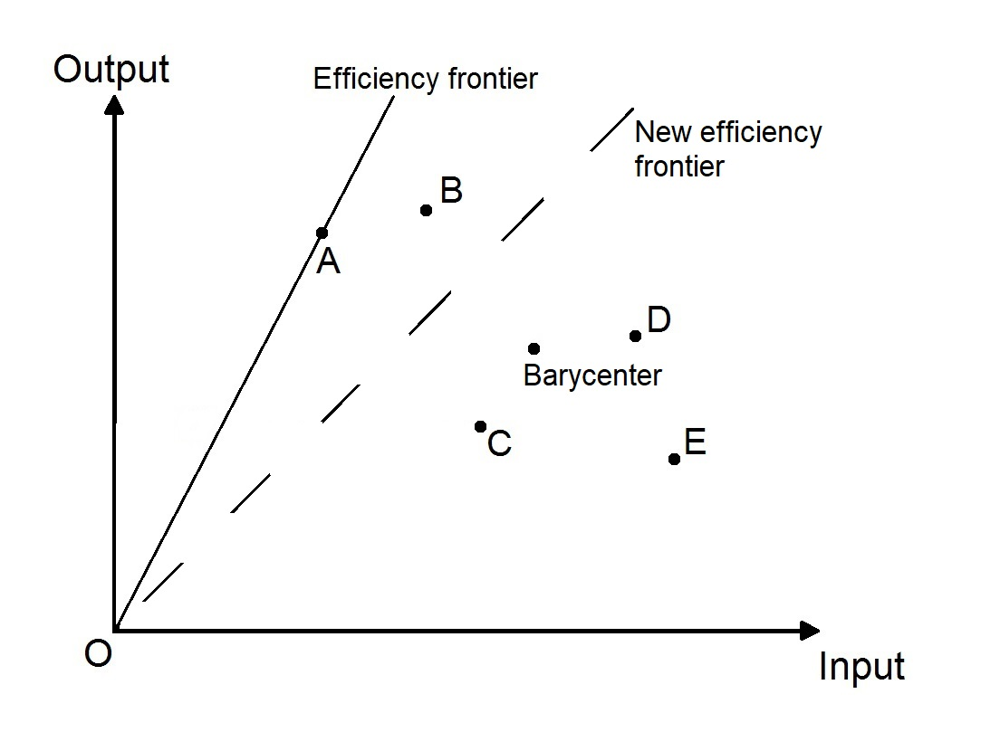 Output
Efficiency frontier
New efficiency
frontier
B
A
D
Barycenter
C
E
O
Input